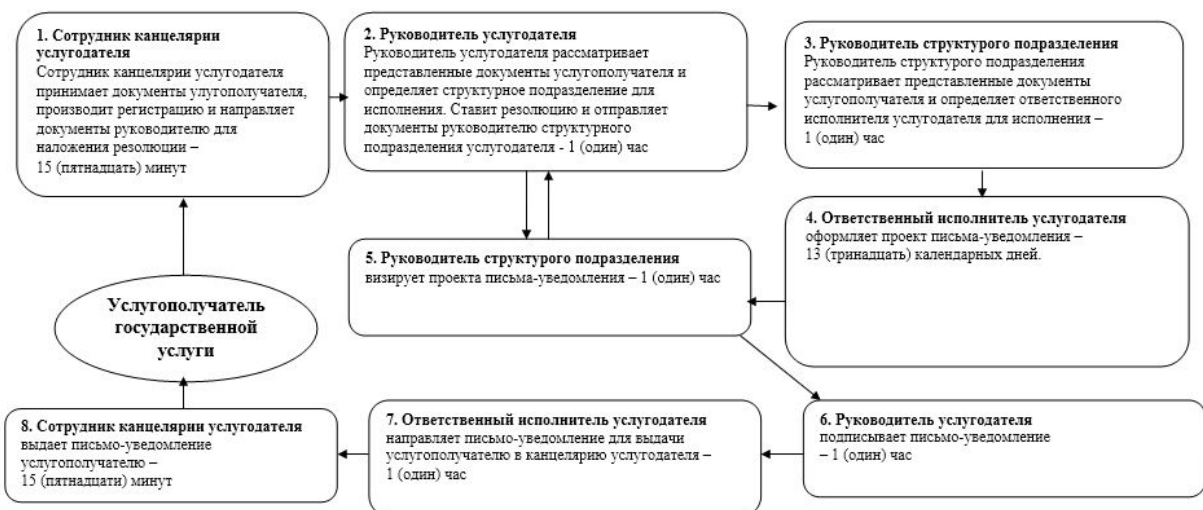 1. Сотрудник канцелярии
услугодателя
Сотрудник канцелярии услугодателя
принимает документы улугополучателя,
производит регистрацию и направляет
документы руководителю для
наложения резолюции –
15 (пятнадцать) минут
2. Руководитель услугодателя
Руководитель услугодателя рассматривает
представленные документы услугополучателя и
определяет структурное подразделение для
исполнения. Ставит резолюцию и отправляет
документы руководителю структурного
подразделения услугодателя - 1 (один) час
3. Руководитель структурого подразделения
Руководитель структурого подразделения
рассматривает представленные документы
услугополучателя и определяет ответственного
исполнителя услугодателя для исполнения –
1 (один) час
4. Ответственный исполнитель услугодателя
оформляет проект письма-уведомления –
13 (тринадцать) календарных дней.
5. Руководитель структурого подразделения
визирует проекта письма-уведомления – 1 (один) час
Услугополучатель
государственной
услуги
6. Руководитель услугодателя
подписывает письмо-уведомление
– 1 (один) час
7. Ответственный исполнитель услугодателя
направляет письмо-уведомление для выдачи
услугополучателю в канцелярию услугодателя –
1 (один) час
8. Сотрудник канцелярии услугодателя
выдает письмо-уведомление
услугополучателю –
15 (пятнадцати) минут